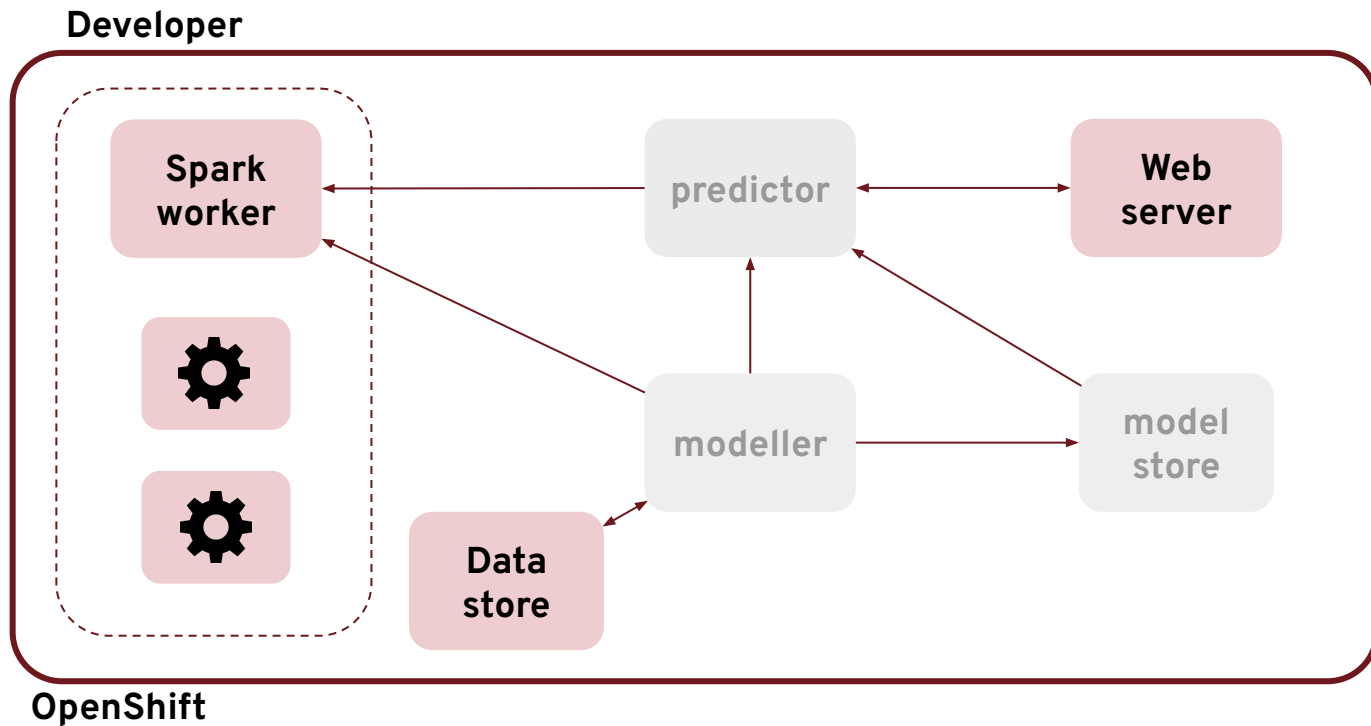 Developer
Spark
worker
predictor
Web
server
modeller
model
store
Data
store
OpenShift